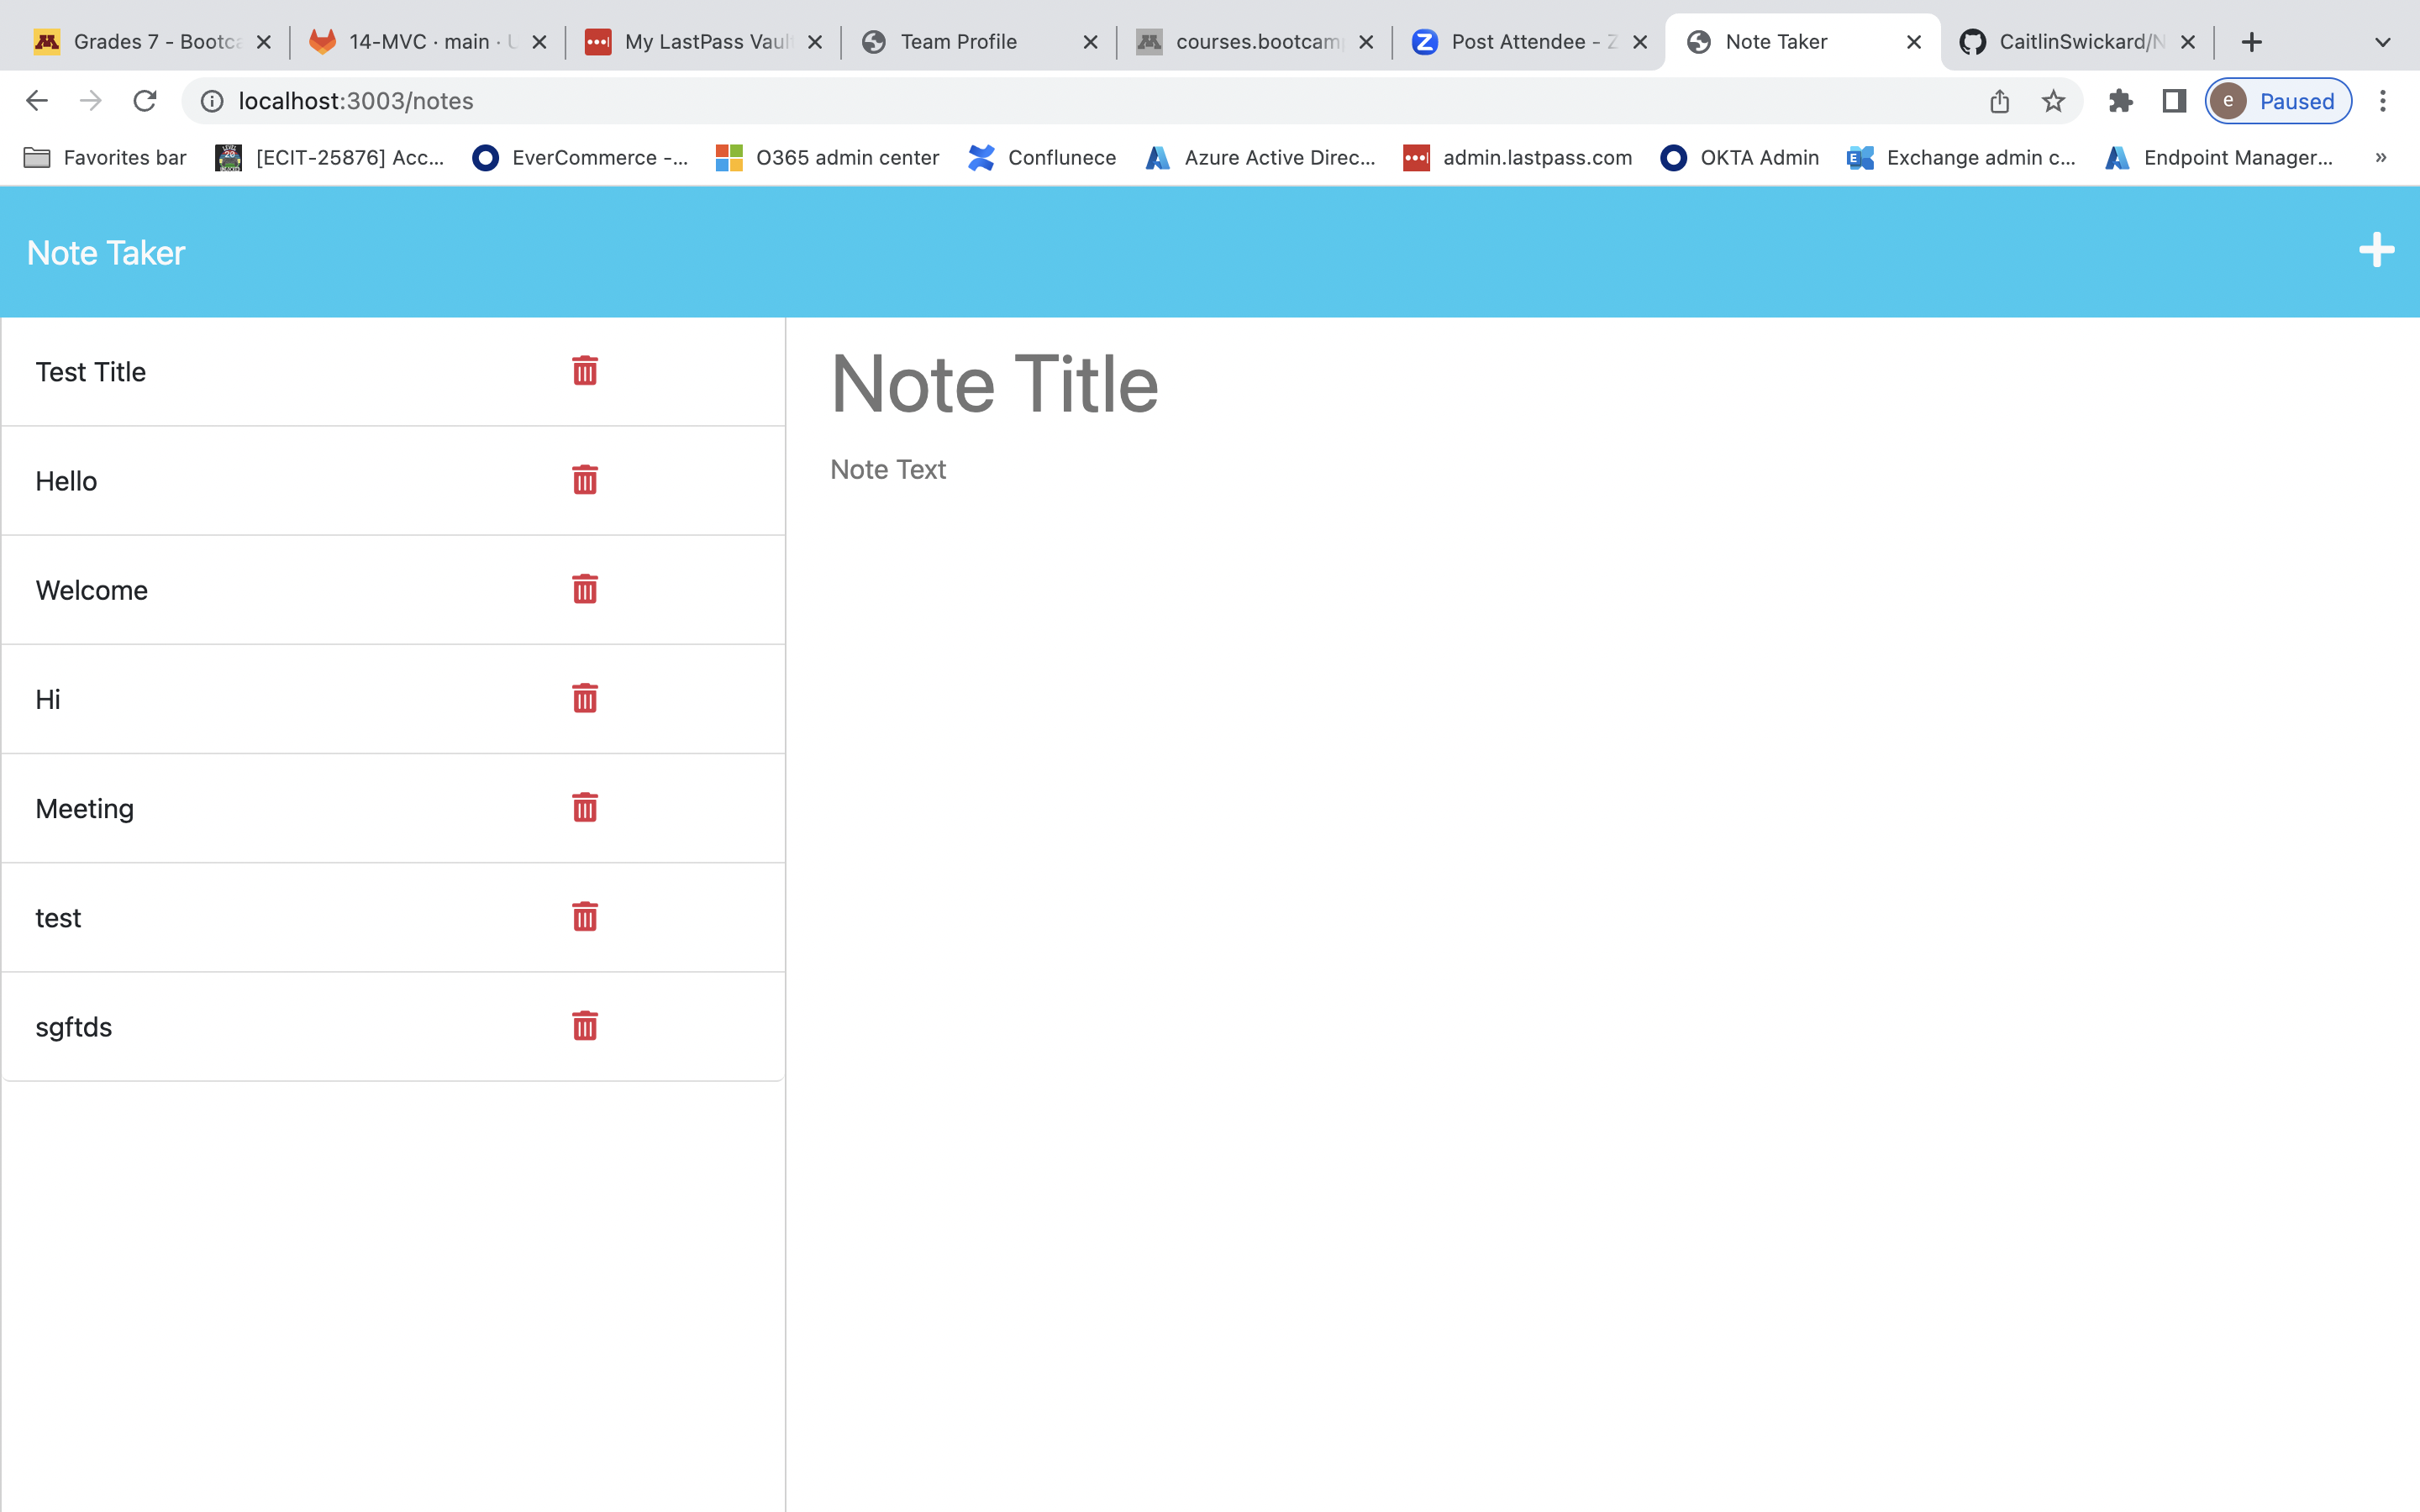 Grades 7 - Bootca
14-MVC · main · U
My LastPass Vault
Team Profile
courses.bootcam
Post Attendee - Z
Note Taker
CaitlinSwickard/N
localhost:3003/notes
e
Paused
Favorites bar
[ECIT-25876] Acc...
EverCommerce -...
O365 admin center
Conflunece
Azure Active Direc...
admin.lastpass.com
OKTA Admin
Exchange admin c...
Endpoint Manager...
»
Note Taker
Test Title
Hello
Welcome
Hi
Meeting
test
sgftds
Note Title
Note Text